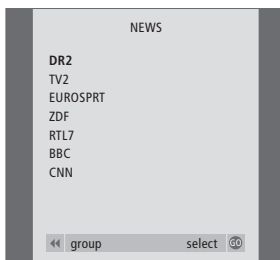 NEWS
DR2
TV2
EUROSPRT
ZDF
RTL7
BBC
CNN
group select GO